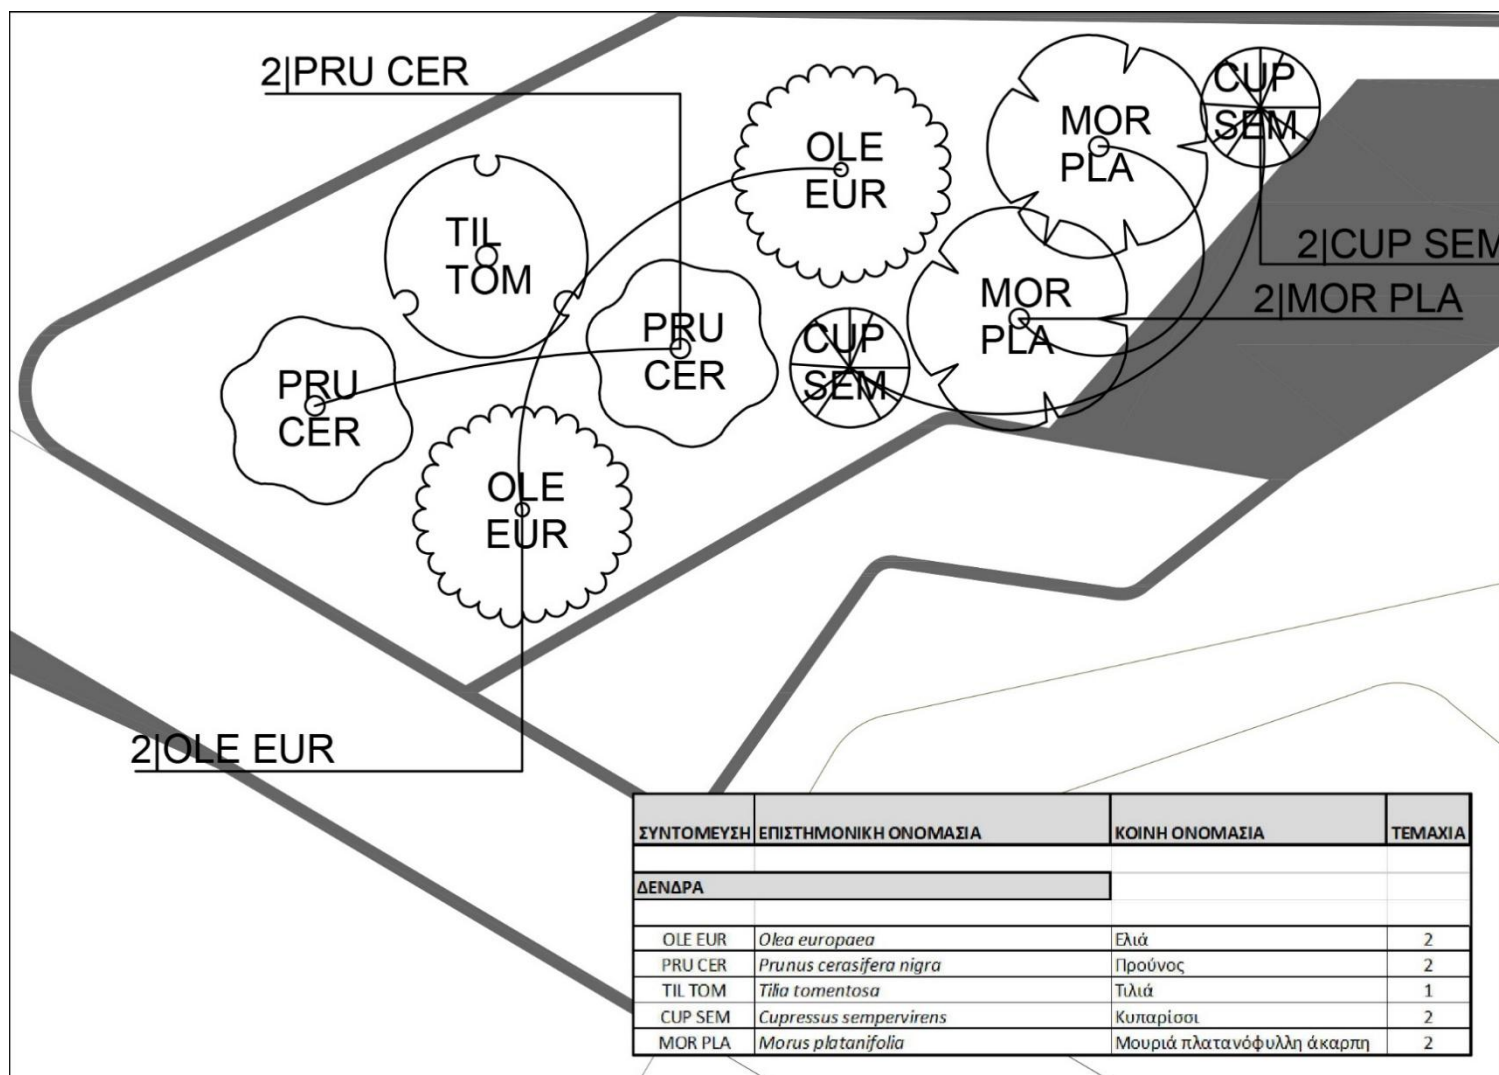 2|PRU CER
CUP
SEM
MOR
PLA
OLE
EUR
TIL
TOM
2|CUP SEM
2|MOR PLA
MOR
PLA
PRU
CER
CUP
SEM
PRU
CER
OLE
EUR
2|OLE EUR
ΣΥΝΤΟΜΕΥΣΗ ΕΠΙΣΤΗΜΟΝΙΚΗ ΟΝΟΜΑΣΙΑ ΚΟΙΝΗ ΟΝΟΜΑΣΙΑ ΤΕΜΑΧΙΑ
ΔΕΝΔΡΑ
OLE EUR Olea europaea Ελιά 2
PRU CER Prunus cerasifera nigra Προύνος 2
TIL TOM Tilia tomentosa Τιλιά 1
CUP SEM Cupressus sempervirens Κυπαρίσσι 2
MOR PLA Morus platanifolia Μουριά πλατανόφυλλη άκαρπη 2